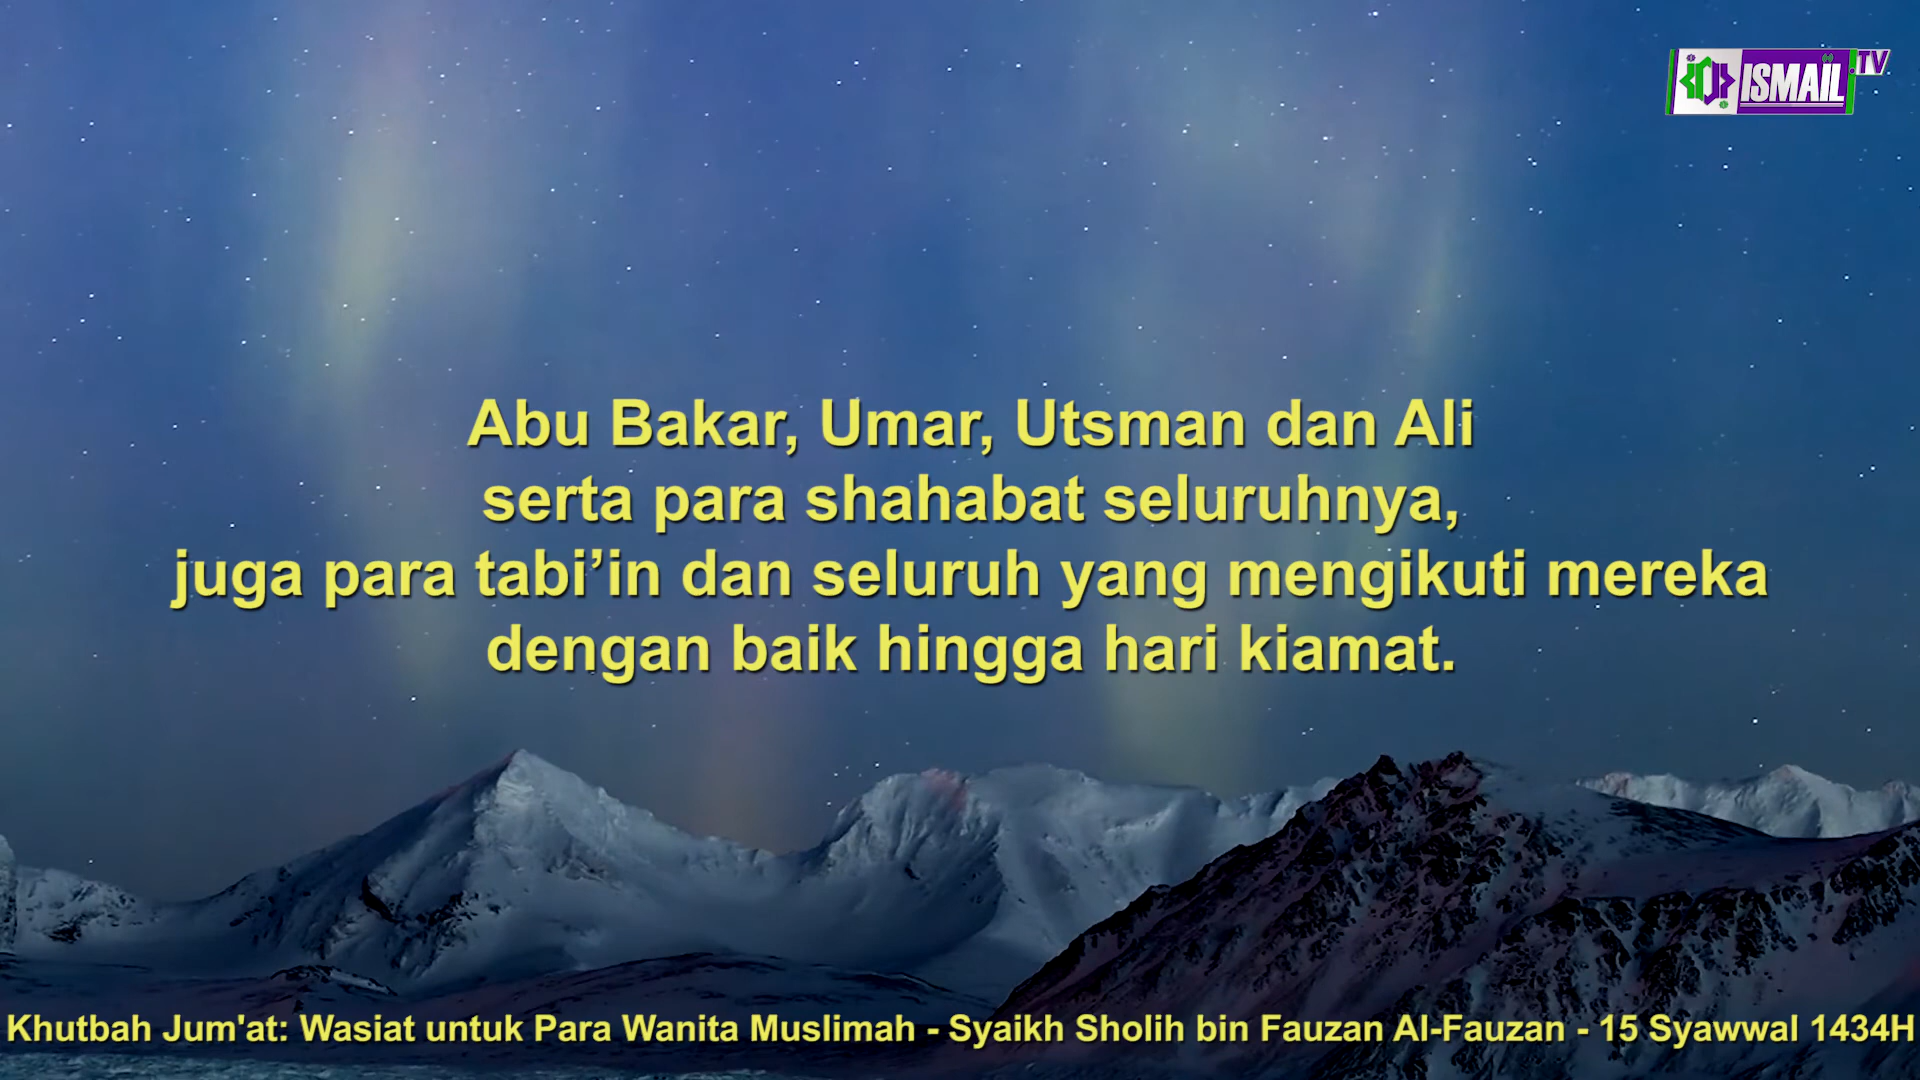 ISMAIL.TV
Abu Bakar, Umar, Utsman dan Ali
serta para shahabat seluruhnya,
juga para tabi’in dan seluruh yang mengikuti mereka
dengan baik hingga hari kiamat.
Khutbah Jum'at: Wasiat untuk Para Wanita Muslimah - Syaikh Sholih bin Fauzan Al-Fauzan - 15 Syawwal 1434H